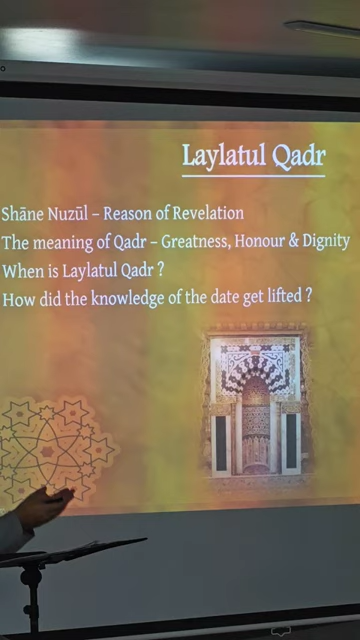 Laylatul Qadr
Shāne Nuzūl – Reason of Revelation
The meaning of Qadr – Greatness, Honour & Dignity
When is Laylatul Qadr ?
How did the knowledge of the date get lifted ?